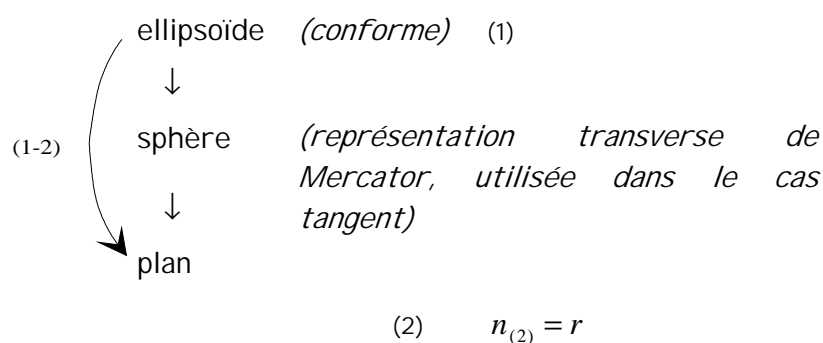 ellipsoïde (conforme) (1)
↓
(1-2) sphère (représentation transverse de
Mercator, utilisée dans le cas
↓ tangent)
plan
(2) n₍₂₎ = r